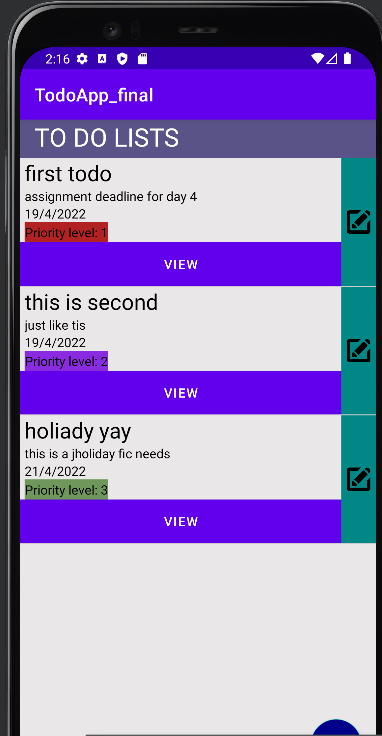 2:16
TodoApp_final
TO DO LISTS
first todo
assignment deadline for day 4
19/4/2022
Priority level: 1
VIEW
this is second
just like tis
19/4/2022
Priority level: 2
VIEW
holiady yay
this is a jholiday fic needs
21/4/2022
Priority level: 3
VIEW